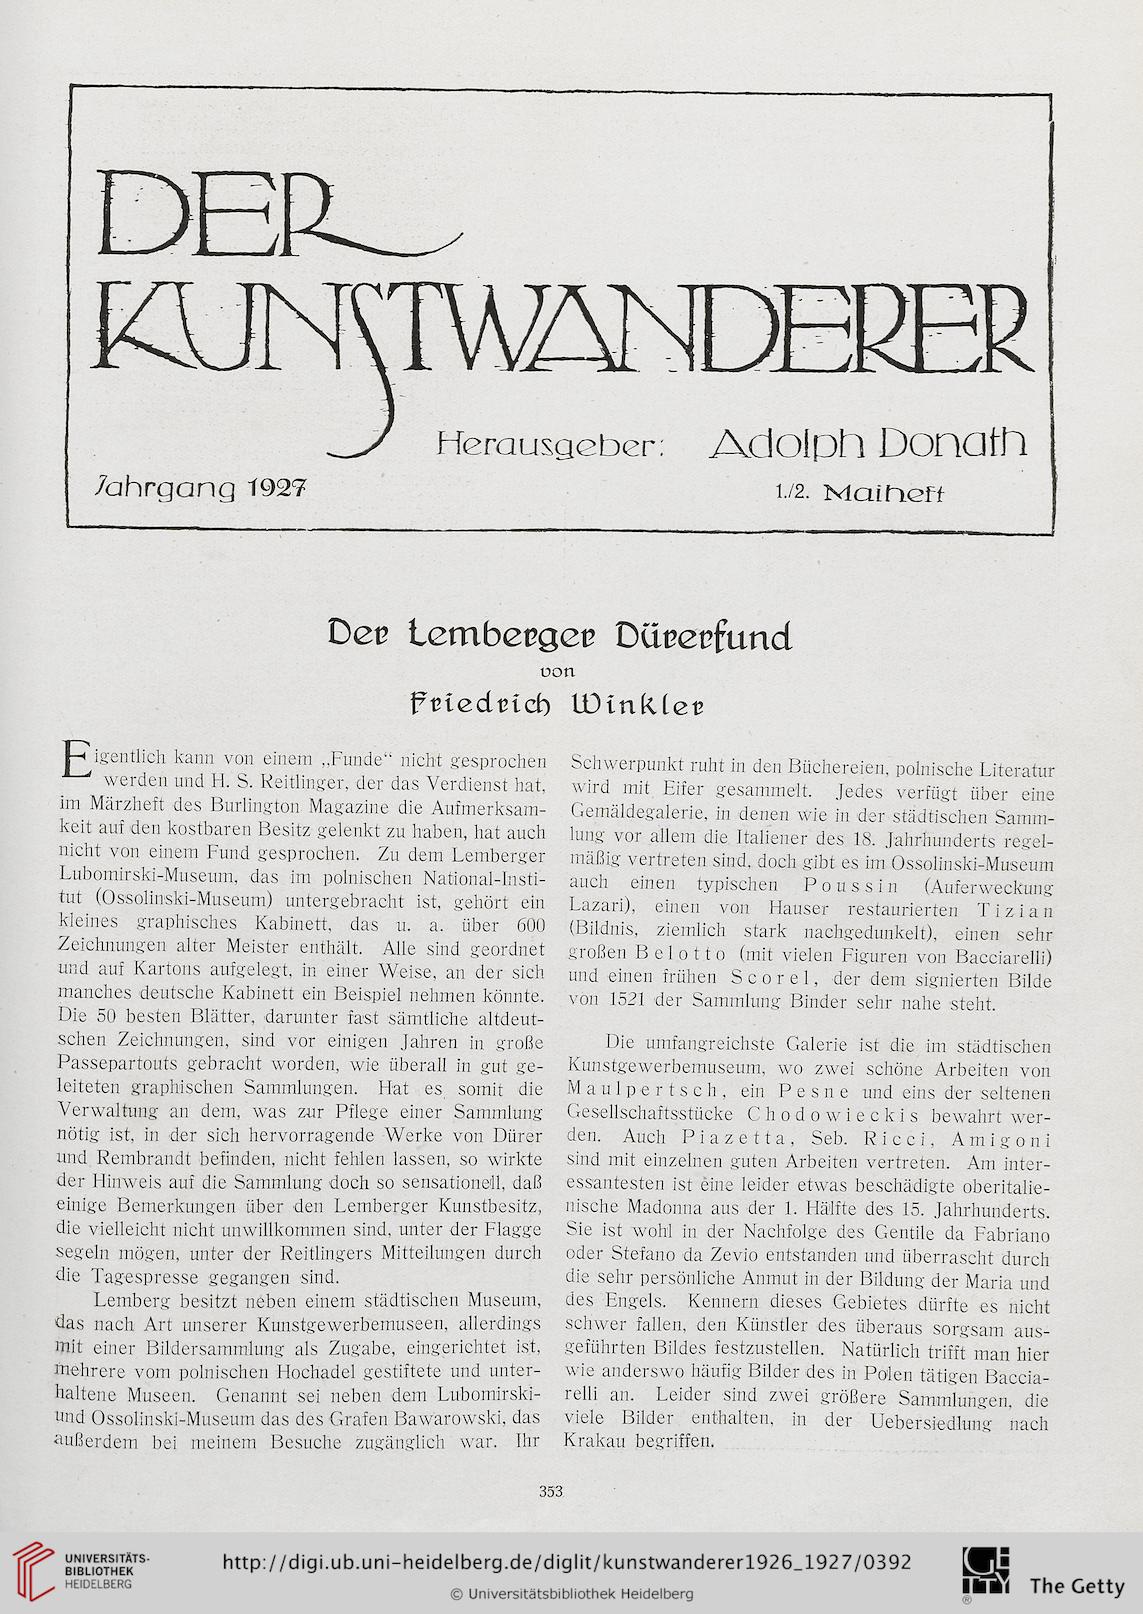 DER
KUNSTWANDERER
Herausgeber: Adolph Donath
Jahrgang 1927
1./2. Maiheft
Der Lemberger Dürerfund
von
Friedrich Winkler
Eigentlich kann von einem „Funde“ nicht gesprochen
werden und H. S. Reitlinger, der das Verdienst hat,
im Märzheft des Burlington Magazine die Aufmerksam-
keit auf den kostbaren Besitz gelenkt zu haben, hat auch
nicht von einem Fund gesprochen. Zu dem Lemberger
Lubomirski-Museum, das im polnischen National-Insti-
tut (Ossolinski-Museum) untergebracht ist, gehört ein
kleines graphisches Kabinett, das u. a. über 600
Zeichnungen alter Meister enthält. Alle sind geordnet
und auf Kartons aufgelegt, in einer Weise, an der sich
manches deutsche Kabinett ein Beispiel nehmen könnte.
Die 50 besten Blätter, darunter fast sämtliche altdeut-
schen Zeichnungen, sind vor einigen Jahren in große
Passepartouts gebracht worden, wie überall in gut ge-
leiteten graphischen Sammlungen. Hat es somit die
Verwaltung an dem, was zur Pflege einer Sammlung
nötig ist, in der sich hervorragende Werke von Dürer
und Rembrandt befinden, nicht fehlen lassen, so wirkte
der Hinweis auf die Sammlung doch so sensationell, daß
einige Bemerkungen über den Lemberger Kunstbesitz,
die vielleicht nicht unwillkommen sind, unter der Flagge
segeln mögen, unter der Reitlingers Mitteilungen durch
die Tagespresse gegangen sind.
Lemberg besitzt neben einem städtischen Museum,
das nach Art unserer Kunstgewerbemuseen, allerdings
mit einer Bildersammlung als Zugabe, eingerichtet ist,
mehrere vom polnischen Hochadel gestiftete und unter-
haltene Museen. Genannt sei neben dem Lubomirski-
und Ossolinski-Museum das des Grafen Bawarowski, das
außerdem bei meinem Besuche zugänglich war. Ihr
Schwerpunkt ruht in den Büchereien, polnische Literatur
wird mit Eifer gesammelt. Jedes verfügt über eine
Gemäldegalerie, in denen wie in der städtischen Samm-
lung vor allem die Italiener des 18. Jahrhunderts regel-
mäßig vertreten sind, doch gibt es im Ossolinski-Museum
auch einen typischen Poussin (Auferweckung
Lazari), einen von Hauser restaurierten Tizian
(Bildnis, ziemlich stark nachgedunkelt), einen sehr
großen Belotto (mit vielen Figuren von Bacciarelli)
und einen frühen Scorel, der dem signierten Bilde
von 1521 der Sammlung Binder sehr nahe steht.
Die umfangreichste Galerie ist die im städtischen
Kunstgewerbemuseum, wo zwei schöne Arbeiten von
Maulpertsch, ein Pesne und eins der seltenen
Gesellschaftsstücke Chodowieckis bewahrt wer-
den. Auch Piazetta, Seb. Ricci, Amigoni
sind mit einzelnen guten Arbeiten vertreten. Am inter-
essantesten ist eine leider etwas beschädigte oberitalie-
nische Madonna aus der 1. Hälfte des 15. Jahrhunderts.
Sie ist wohl in der Nachfolge des Gentile da Fabriano
oder Stefano da Zevio entstanden und überrascht durch
die sehr persönliche Anmut in der Bildung der Maria und
des Engels. Kennern dieses Gebietes dürfte es nicht
schwer fallen, den Künstler des überaus sorgsam aus-
geführten Bildes festzustellen. Natürlich trifft man hier
wie anderswo häufig Bilder des in Polen tätigen Baccia-
relli an. Leider sind zwei größere Sammlungen, die
viele Bilder enthalten, in der Uebersiedlung nach
Krakau begriffen.
353
UNIVERSITÄTS-
BIBLIOTHEK
HEIDELBERG
http://digi.ub.uni-heidelberg.de/diglit/kunstwanderer1926_1927/0392
© Universitätsbibliothek Heidelberg
GETTY
®
The Getty